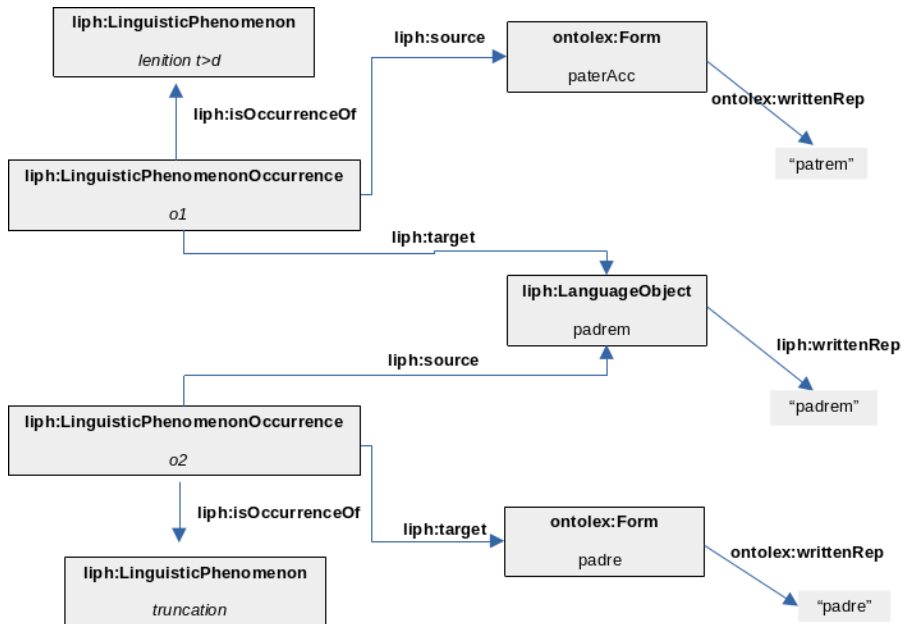 liph:LinguisticPhenomenon
lenition t>d
liph:source
ontolex:Form
paterAcc
ontolex:writtenRep
“patrem”
liph:isOccurrenceOf
liph:LinguisticPhenomenonOccurrence
o1
liph:target
liph:LanguageObject
padrem
liph:writtenRep
“padrem”
liph:source
liph:LinguisticPhenomenonOccurrence
o2
liph:isOccurrenceOf
liph:target
ontolex:Form
padre
ontolex:writtenRep
“padre”
liph:LinguisticPhenomenon
truncation